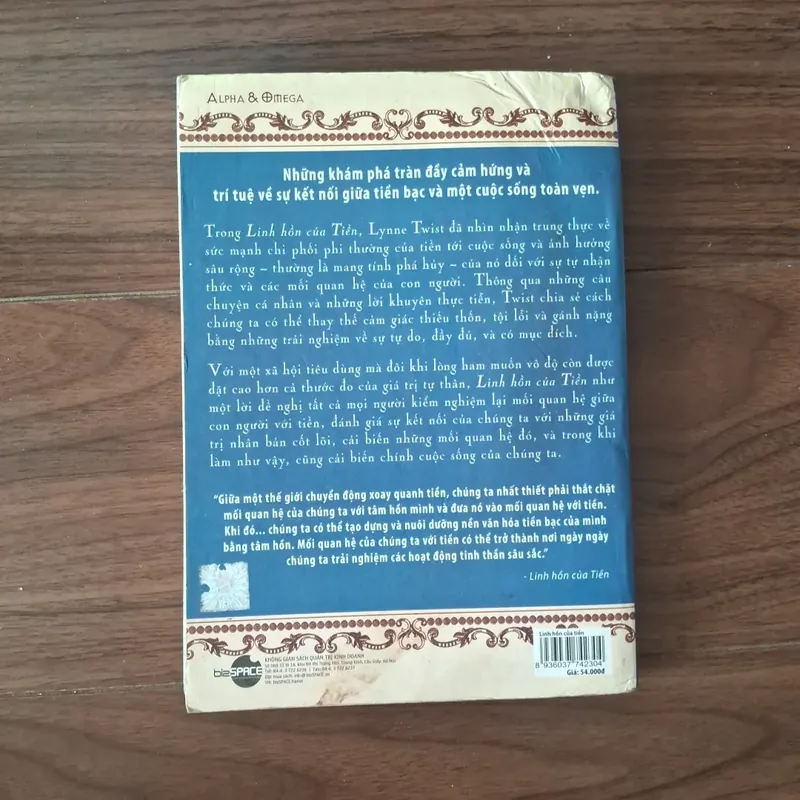 ALPHA & OMEGA
Những khám phá tràn đầy cảm hứng và
trí tuệ về sự kết nối giữa tiền bạc và một cuộc sống toàn vẹn.
Trong Linh hồn của Tiền, Lynne Twist đã nhìn nhận trung thực về
sức mạnh chi phối phi thường của tiền tới cuộc sống và ảnh hưởng
sâu rộng – thường là mang tính phá hủy – của nó đối với sự tự nhận
thức và các mối quan hệ của con người. Thông qua những câu
chuyện cá nhân và những lời khuyên thực tiễn, Twist chia sẻ cách
chúng ta có thể thay thế cảm giác thiếu thốn, tội lỗi và gánh nặng
bằng những trải nghiệm về sự tự do, đầy đủ, và có mục đích.
Với một xã hội tiêu dùng mà đôi khi lòng ham muốn vô độ còn được
đặt cao hơn cả thước đo của giá trị tự thân, Linh hồn của Tiền như
một lời đề nghị tất cả mọi người kiểm nghiệm lại mối quan hệ giữa
con người với tiền, đánh giá sự kết nối của chúng ta với những giá
trị nhân bản cốt lõi, cải biến những mối quan hệ đó, và trong khi
làm như vậy, cũng cải biến chính cuộc sống của chúng ta.
“Giữa một thế giới chuyển động xoay quanh tiền, chúng ta nhất thiết phải thắt chặt
mối quan hệ của chúng ta với tâm hồn mình và đưa nó vào mối quan hệ với tiền.
Khi đó... chúng ta có thể tạo dựng và nuôi dưỡng nền văn hóa tiền bạc của mình
bằng tâm hồn. Mối quan hệ của chúng ta với tiền có thể trở thành nơi ngày ngày
chúng ta trải nghiệm các hoạt động tinh thần sâu sắc.”
- Linh hồn của Tiền
bizSPACE
KHÔNG GIAN SÁCH QUẢN TRỊ KINH DOANH
Linh hồn của tiền
8 936037 742304
Giá: 54.000đ